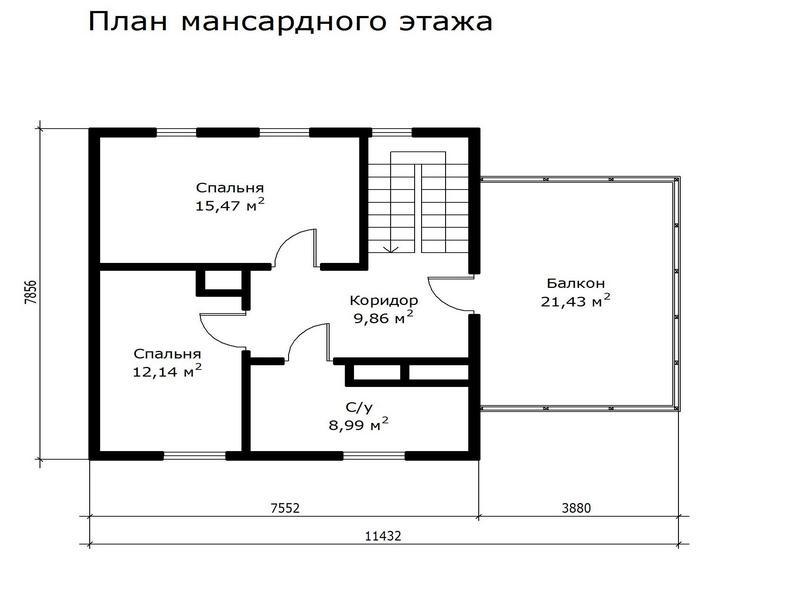 План мансардного этажа
Спальня
15,47 м²
Балкон
21,43 м²
Коридор
9,86 м²
7856
Спальня
12,14 м²
С/у
8,99 м²
7552
3880
11432